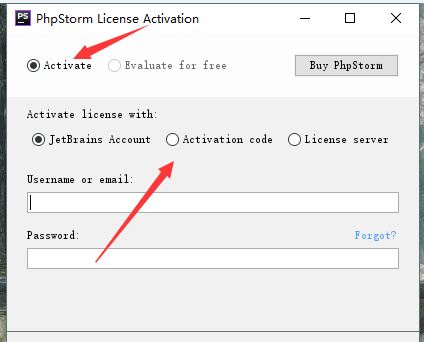 PS PhpStorm License Activation
Activate Evaluate for free Buy PhpStorm
Activate license with:
JetBrains Account Activation code License server
Username or email:
Password: Forgot?